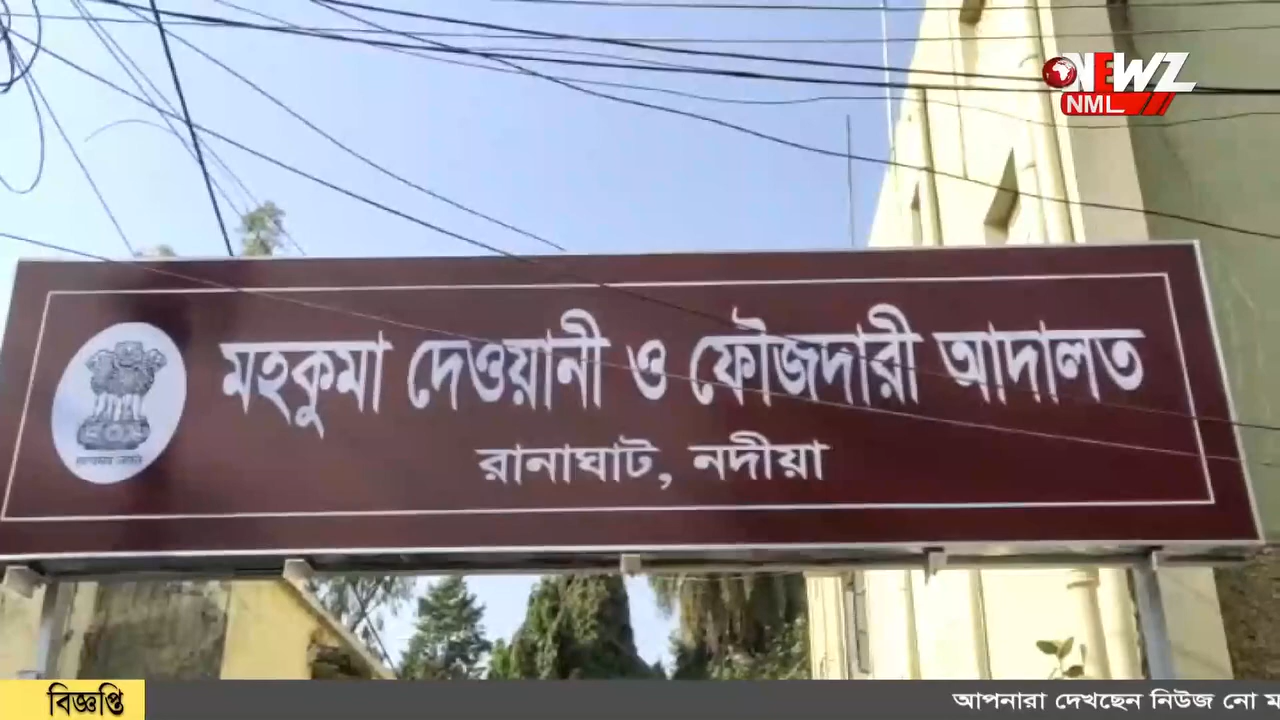 NEWZ
NML
মহকুমা দেওয়ানী ও ফৌজদারী আদালত
রানাঘাট, নদীয়া
বিজ্ঞপ্তি
আপনারা দেখছেন নিউজ নো